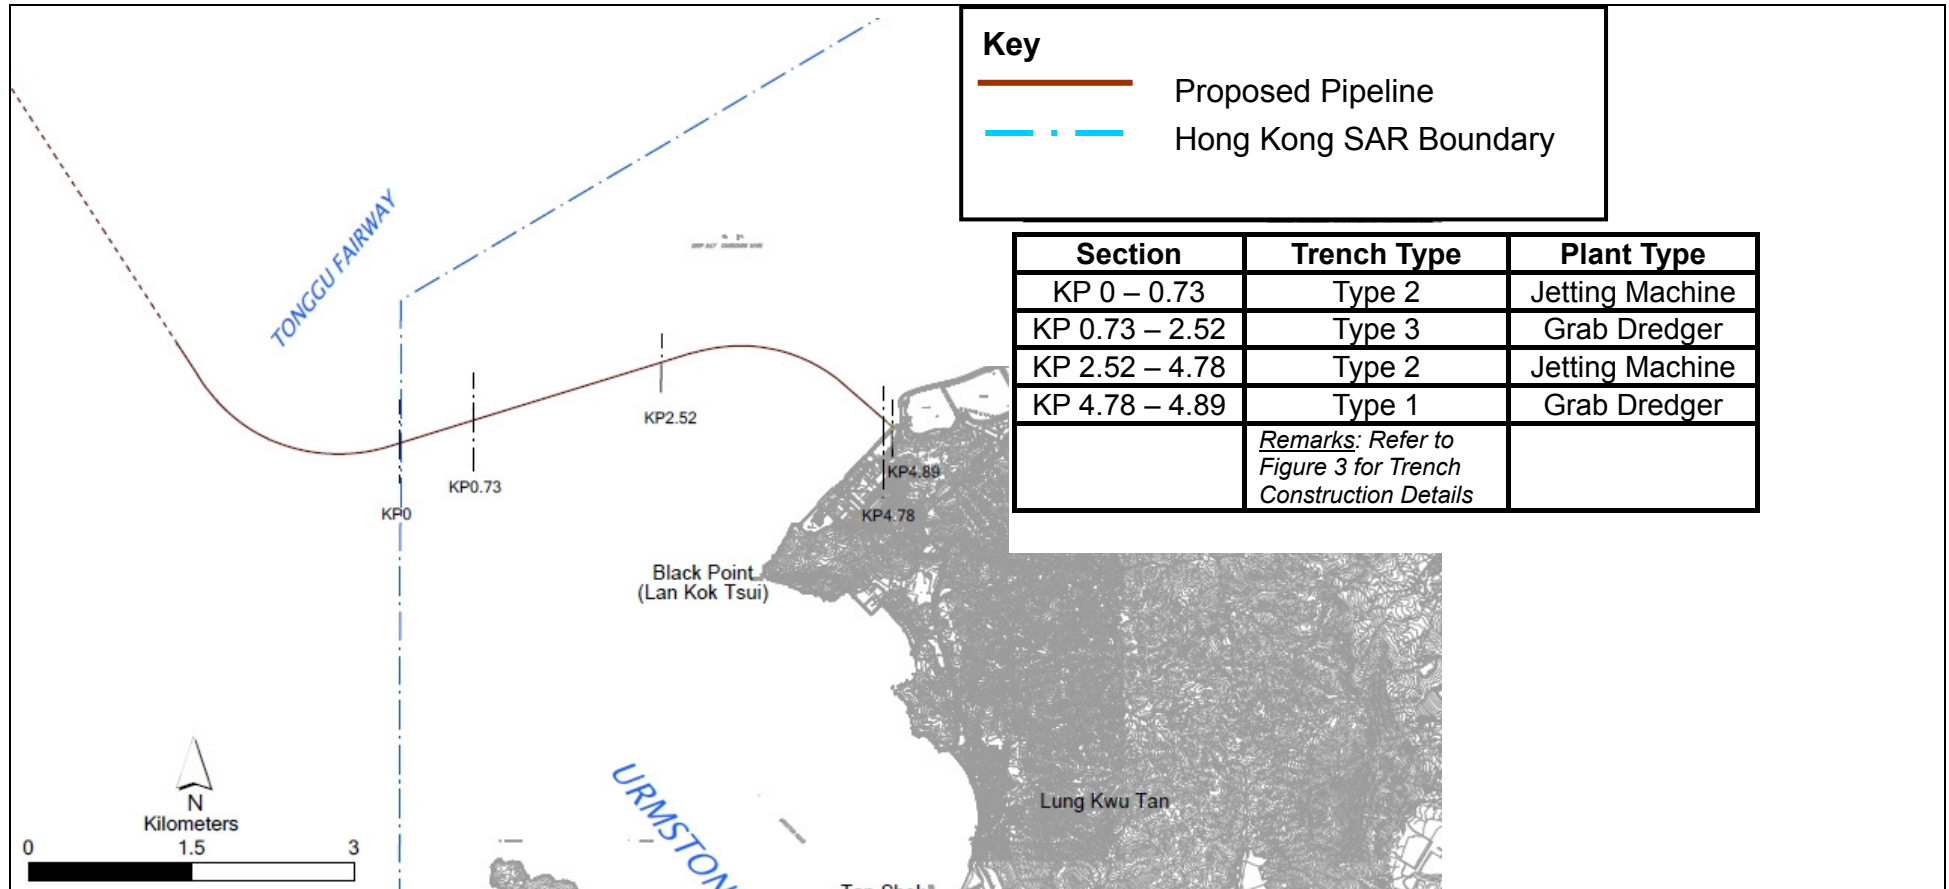 Key
Proposed Pipeline
Hong Kong SAR Boundary
Section Trench Type Plant Type
KP 0 – 0.73 Type 2 Jetting Machine
KP 0.73 – 2.52 Type 3 Grab Dredger
KP 2.52 – 4.78 Type 2 Jetting Machine
KP 4.78 – 4.89 Type 1 Grab Dredger
Remarks: Refer to
Figure 3 for Trench
Construction Details
TONGGU FAIRWAY
KP2.52
KP4.89
KP0.73
KP0
KP4.78
Black Point
(Lan Kok Tsui)
Lung Kwu Tan
URMSTON
N
Kilometers
0 1.5 3